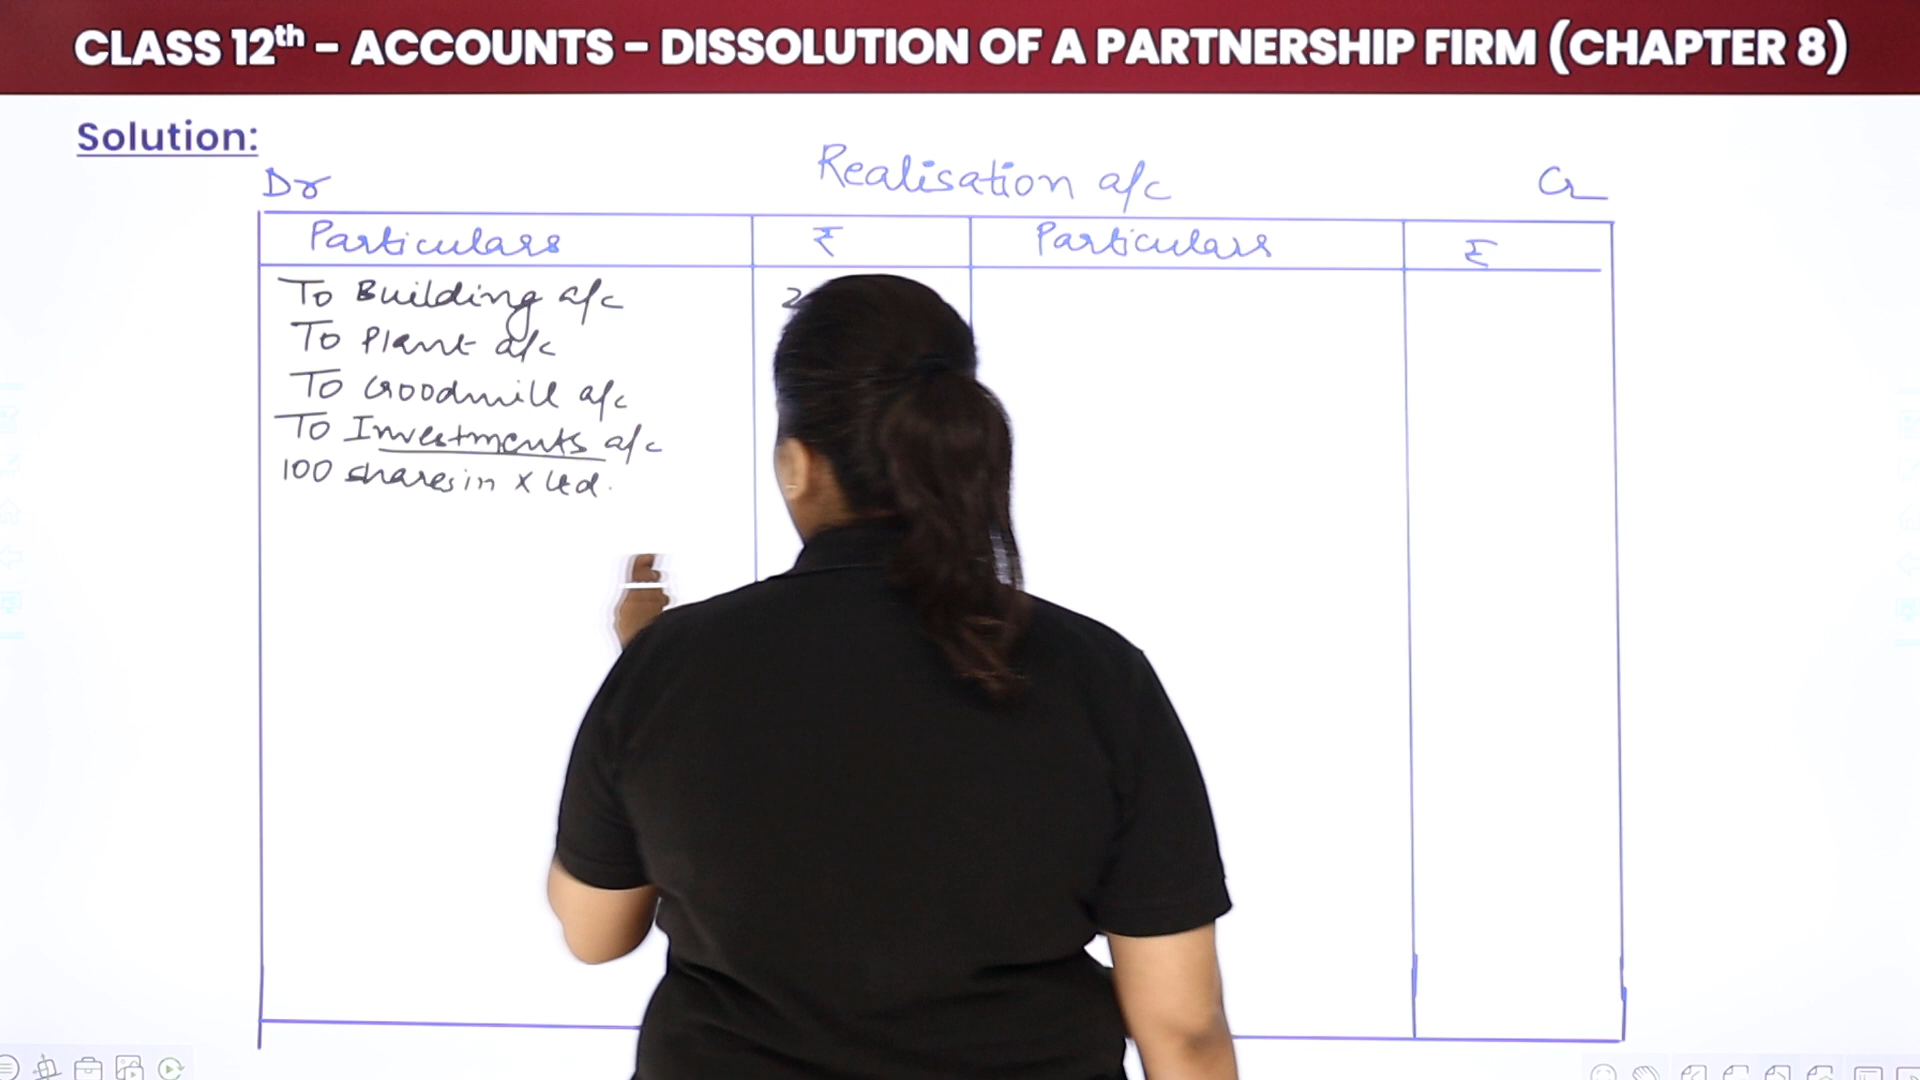 CLASS 12th - ACCOUNTS - DISSOLUTION OF A PARTNERSHIP FIRM (CHAPTER 8)
Solution:
Dr Realisation a/c Cr
Particulars ₹ Particulars ₹
To Building a/c 2
To Plant a/c
To Goodwill a/c
To Investments a/c
100 shares in X Ltd.